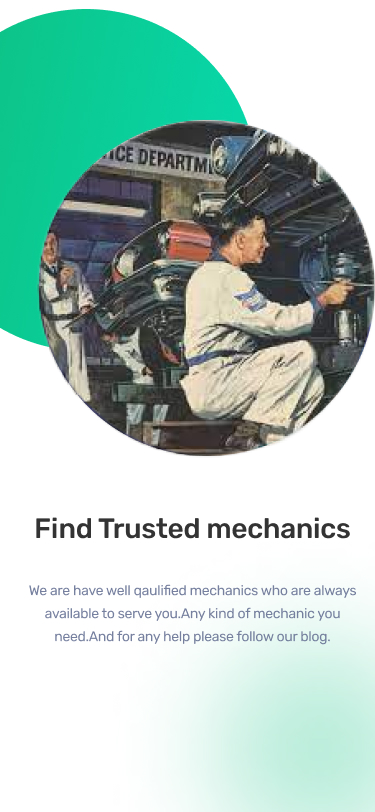 ICE DEPARTM
Find Trusted mechanics
We are have well qaulified mechanics who are always
available to serve you.Any kind of mechanic you
need.And for any help please follow our blog.